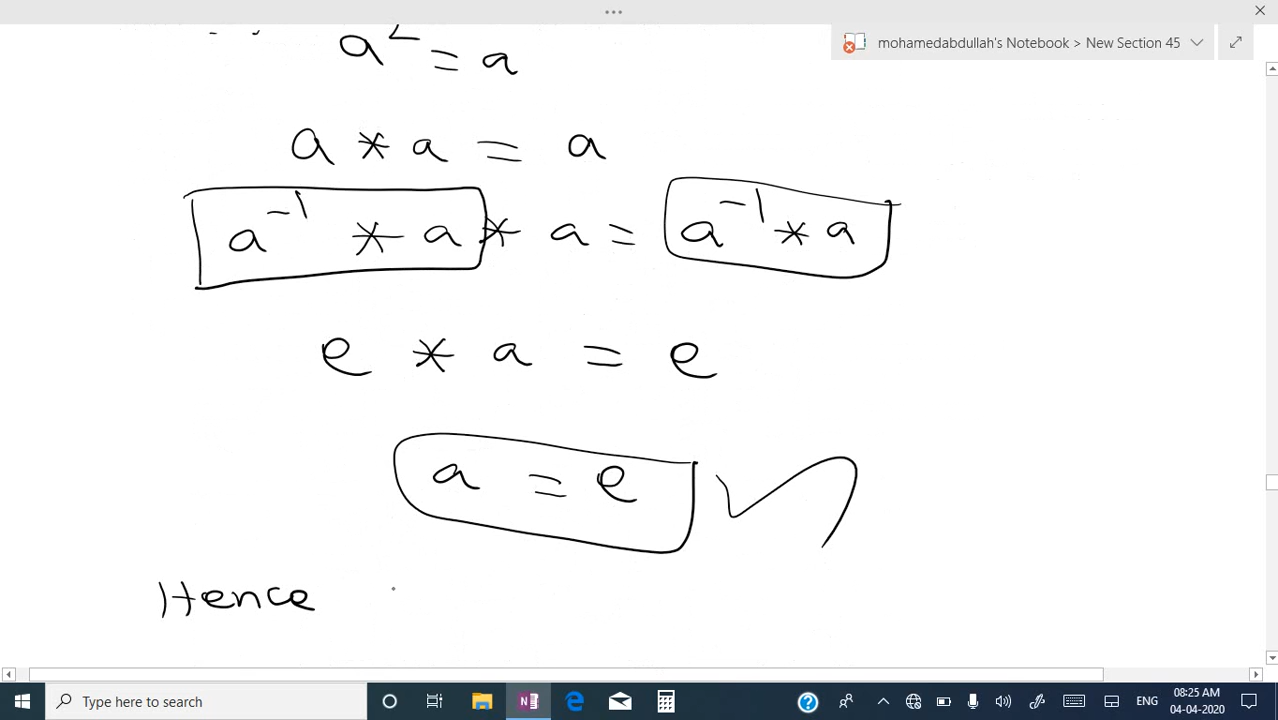 mohamedabdullah's Notebook > New Section 45
a² = a
a * a = a
a⁻¹ * a * a = a⁻¹ * a
e * a = e
a = e
Hence
Type here to search
ENG
08:25 AM
04-04-2020